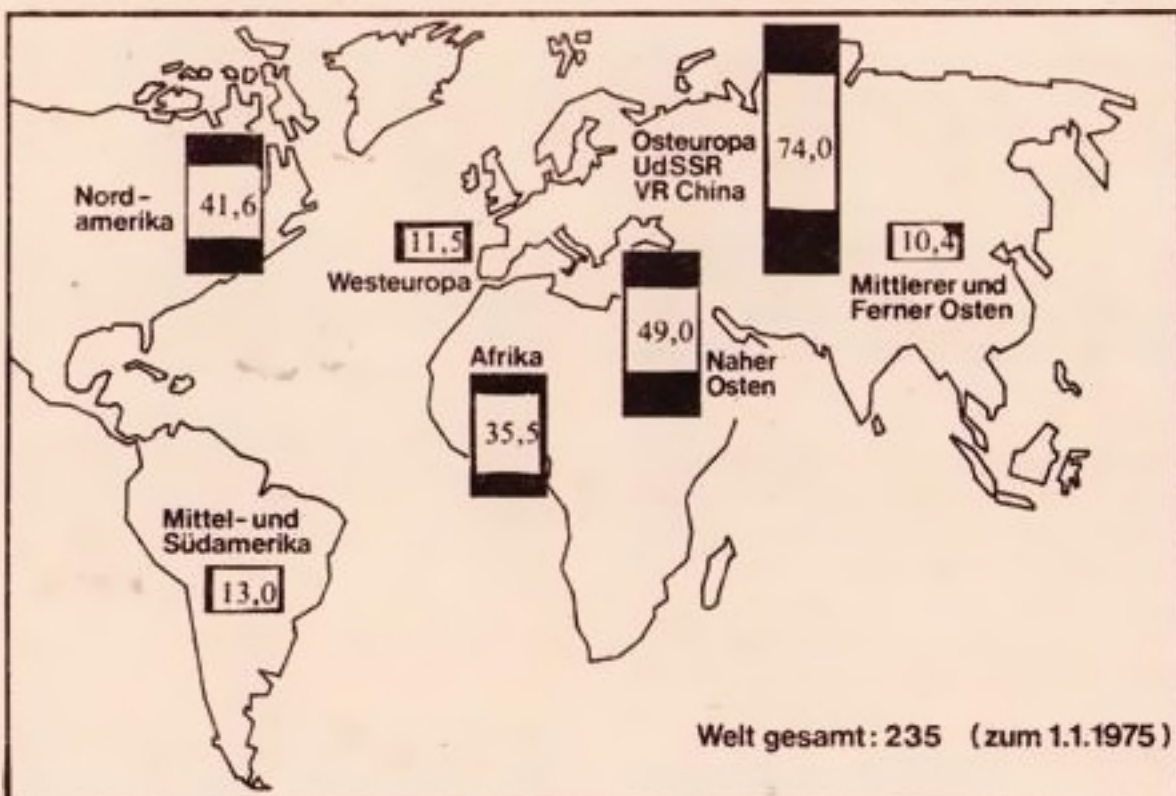 Nord-
amerika
41,6
11,5
Westeuropa
Osteuropa
UdSSR
VR China
74,0
10,4
Mittlerer und
Ferner Osten
49,0
Naher
Osten
Afrika
35,5
Mittel- und
Südamerika
13,0
Welt gesamt: 235 (zum 1.1.1975)